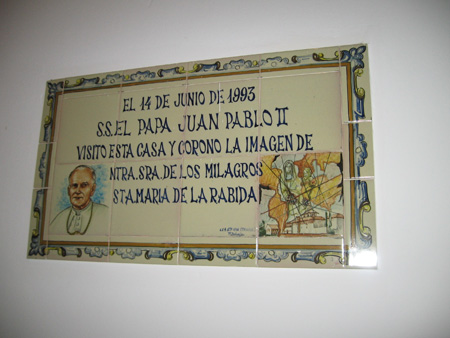 EL 14 DE JUNIO DE 1993
S.S. EL PAPA JUAN PABLO II
VISITO ESTA CASA Y CORONO LA IMAGEN DE
NTRA. SRA. DE LOS MILAGROS
STA. MARIA DE LA RABIDA